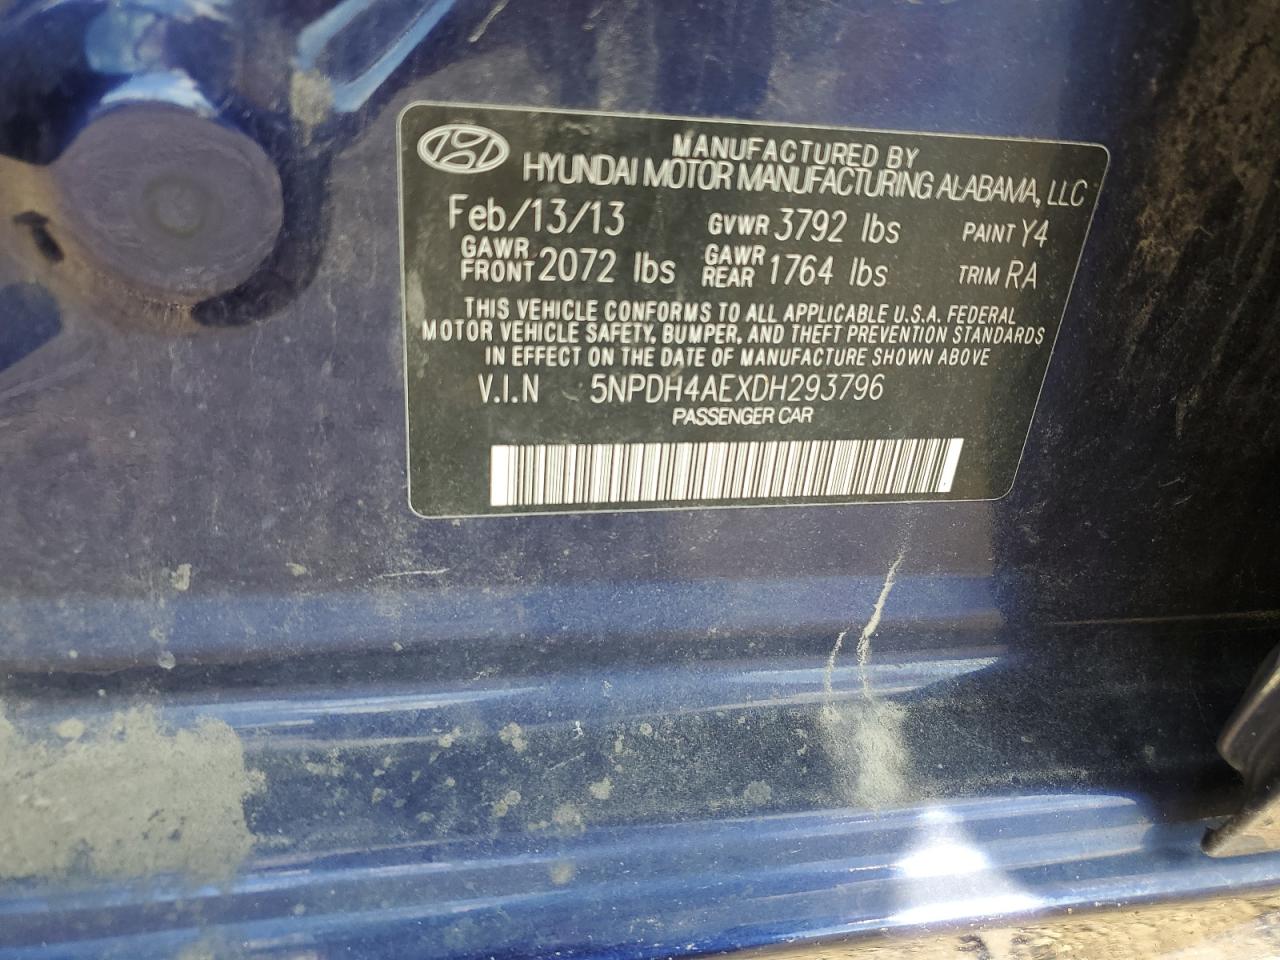 MANUFACTURED BY
HYUNDAI MOTOR MANUFACTURING ALABAMA, LLC
Feb/13/13 GVWR 3792 lbs PAINT Y4
GAWR FRONT 2072 lbs GAWR REAR 1764 lbs TRIM RA
THIS VEHICLE CONFORMS TO ALL APPLICABLE U.S.A. FEDERAL
MOTOR VEHICLE SAFETY, BUMPER, AND THEFT PREVENTION STANDARDS
IN EFFECT ON THE DATE OF MANUFACTURE SHOWN ABOVE
V.I.N 5NPDH4AEXDH293796
PASSENGER CAR